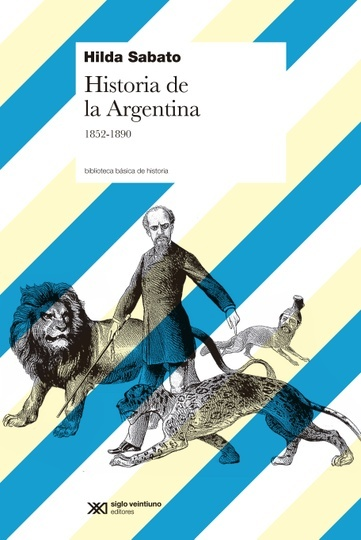 Hilda Sabato
Historia de
la Argentina
1852-1890
biblioteca básica de historia
siglo veintiuno
editores